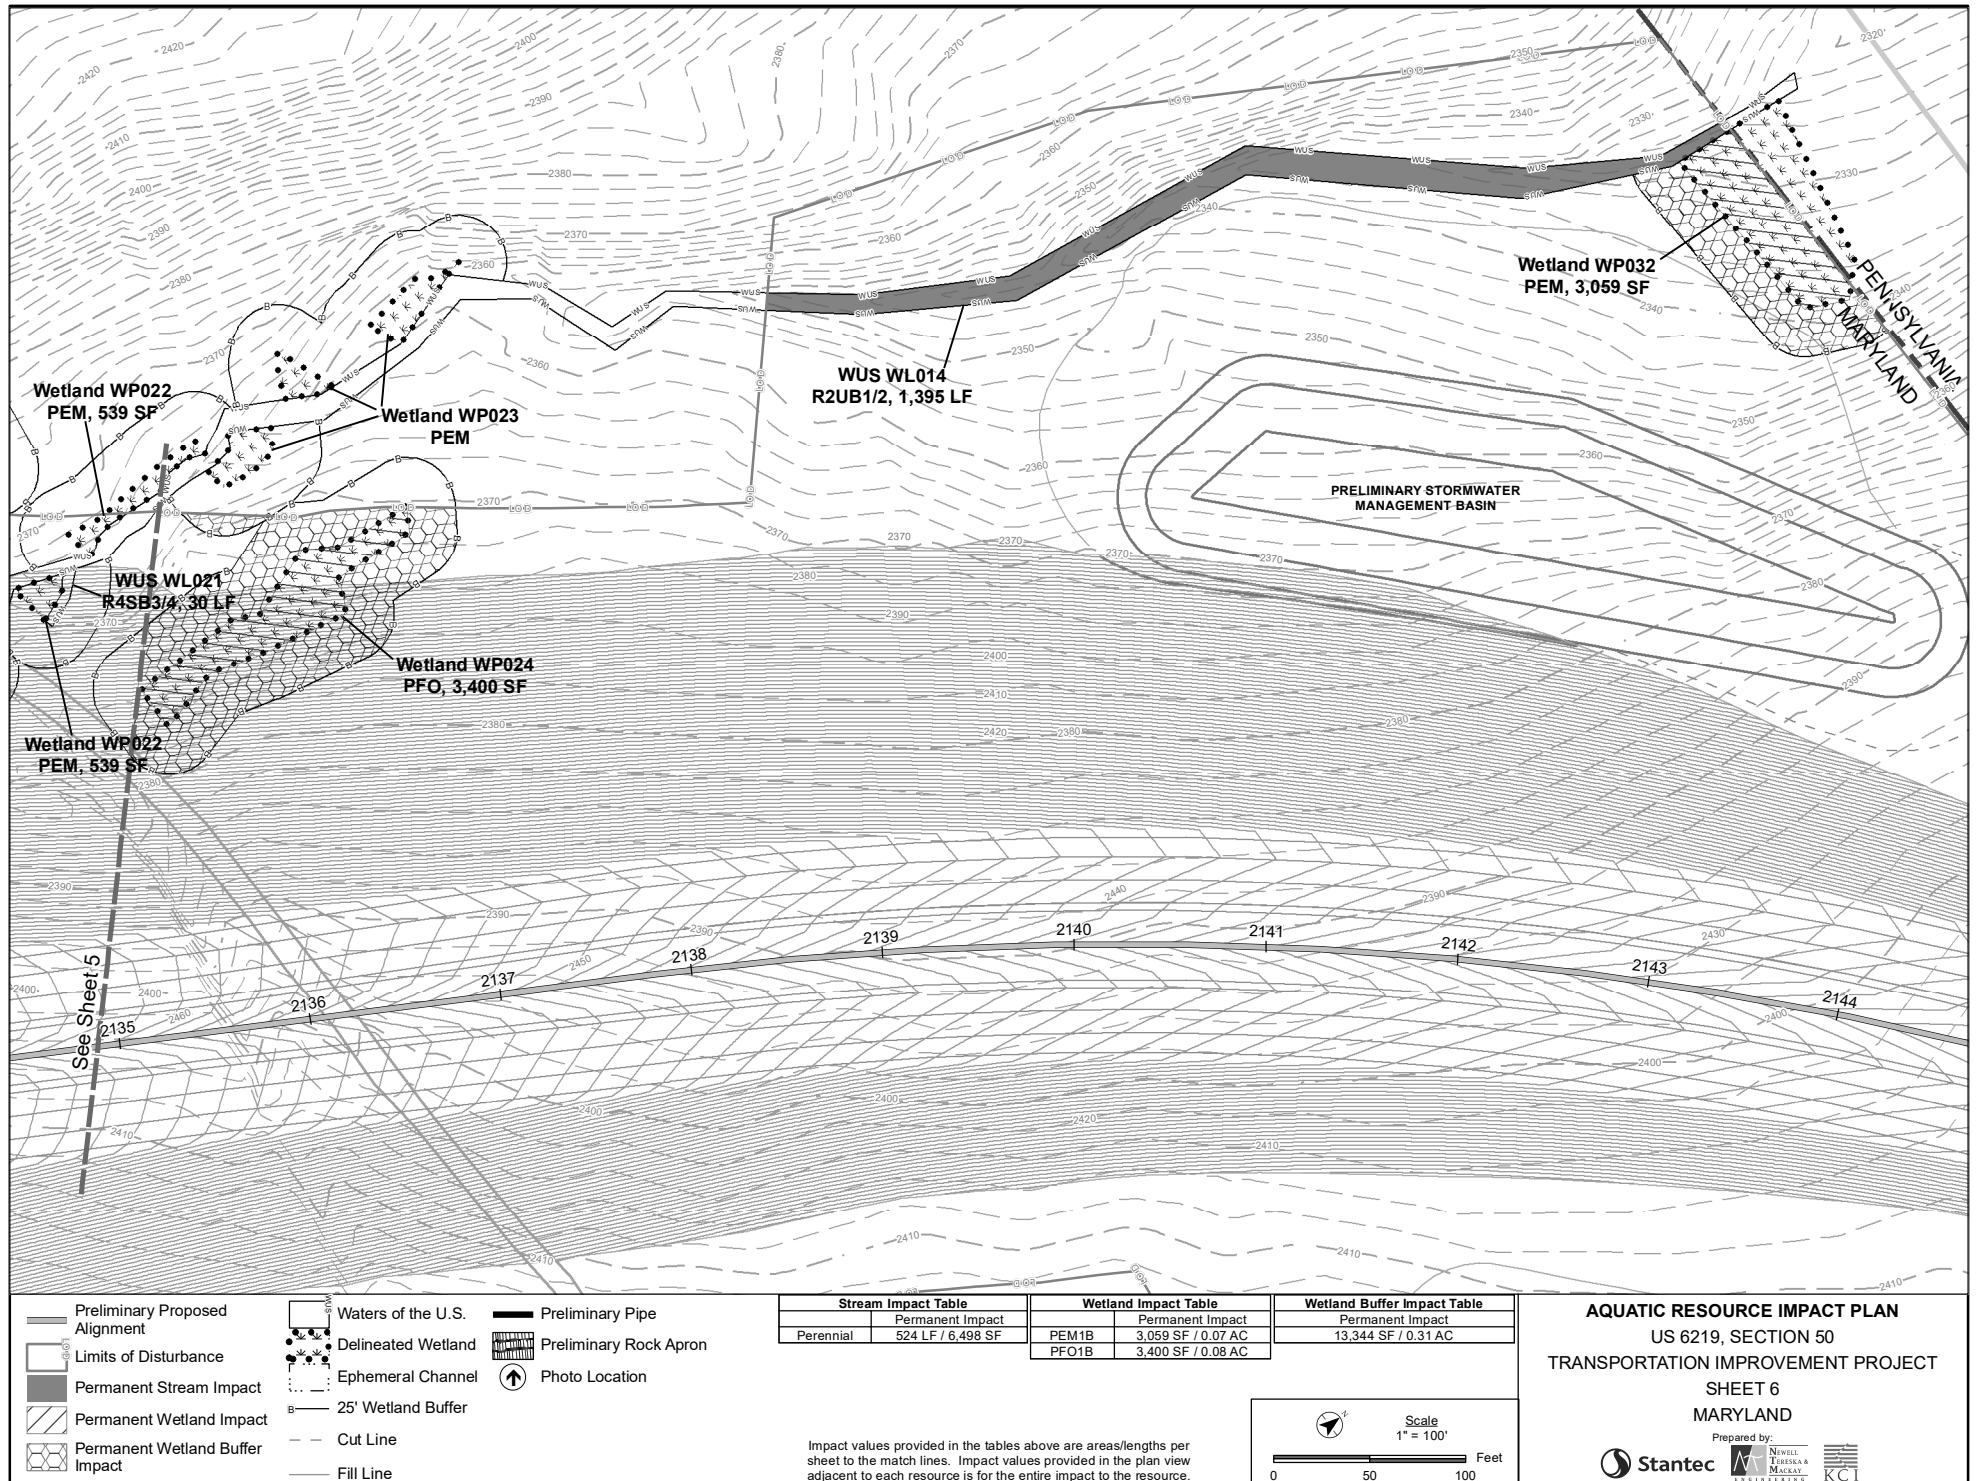 Wetland WP032
PEM, 3,059 SF
PENNSYLVANIA
MARYLAND
WUS WL014
R2UB1/2, 1,395 LF
Wetland WP022
PEM, 539 SF
Wetland WP023
PEM
PRELIMINARY STORMWATER
MANAGEMENT BASIN
WUS WL021
R4SB3/4, 30 LF
Wetland WP024
PFO, 3,400 SF
Wetland WP022
PEM, 539 SF
See Sheet 5
2135
2136
2137
2138
2139
2140
2141
2142
2143
2144
Preliminary Proposed
Alignment
Limits of Disturbance
Permanent Stream Impact
Permanent Wetland Impact
Permanent Wetland Buffer
Impact
Waters of the U.S.
Delineated Wetland
Ephemeral Channel
25' Wetland Buffer
Cut Line
Fill Line
Preliminary Pipe
Preliminary Rock Apron
Photo Location
Stream Impact Table
Permanent Impact
Perennial 524 LF / 6,498 SF
Wetland Impact Table
Permanent Impact
PEM1B 3,059 SF / 0.07 AC
PFO1B 3,400 SF / 0.08 AC
Wetland Buffer Impact Table
Permanent Impact
13,344 SF / 0.31 AC
Impact values provided in the tables above are areas/lengths per
sheet to the match lines. Impact values provided in the plan view
adjacent to each resource is for the entire impact to the resource.
N
Scale
1" = 100'
Feet
0 50 100
AQUATIC RESOURCE IMPACT PLAN
US 6219, SECTION 50
TRANSPORTATION IMPROVEMENT PROJECT
SHEET 6
MARYLAND
Prepared by:
Stantec
NEWELL
TERESKA &
MACKAY
ENGINEERING
KCI